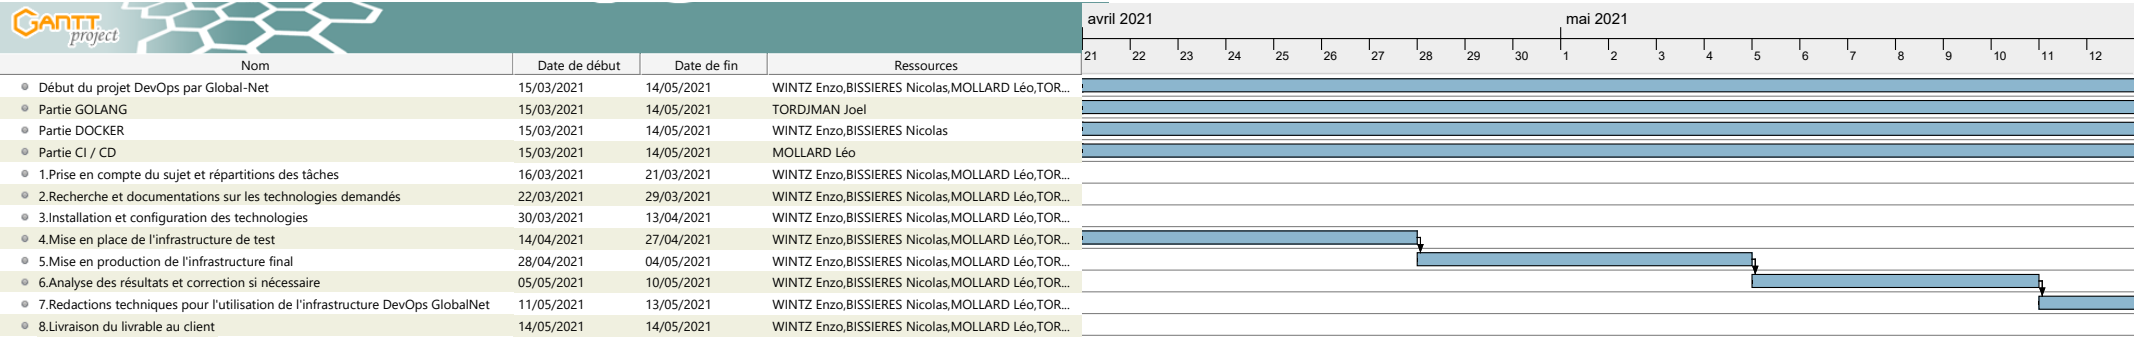 GANTT project
avril 2021 mai 2021
21 22 23 24 25 26 27 28 29 30 1 2 3 4 5 6 7 8 9 10 11 12
Nom Date de début Date de fin Ressources
Début du projet DevOps par Global-Net 15/03/2021 14/05/2021 WINTZ Enzo,BISSIERES Nicolas,MOLLARD Léo,TOR...
Partie GOLANG 15/03/2021 14/05/2021 TORDJMAN Joel
Partie DOCKER 15/03/2021 14/05/2021 WINTZ Enzo,BISSIERES Nicolas
Partie CI / CD 15/03/2021 14/05/2021 MOLLARD Léo
1.Prise en compte du sujet et répartitions des tâches 16/03/2021 21/03/2021 WINTZ Enzo,BISSIERES Nicolas,MOLLARD Léo,TOR...
2.Recherche et documentations sur les technologies demandés 22/03/2021 29/03/2021 WINTZ Enzo,BISSIERES Nicolas,MOLLARD Léo,TOR...
3.Installation et configuration des technologies 30/03/2021 13/04/2021 WINTZ Enzo,BISSIERES Nicolas,MOLLARD Léo,TOR...
4.Mise en place de l'infrastructure de test 14/04/2021 27/04/2021 WINTZ Enzo,BISSIERES Nicolas,MOLLARD Léo,TOR...
5.Mise en production de l'infrastructure final 28/04/2021 04/05/2021 WINTZ Enzo,BISSIERES Nicolas,MOLLARD Léo,TOR...
6.Analyse des résultats et correction si nécessaire 05/05/2021 10/05/2021 WINTZ Enzo,BISSIERES Nicolas,MOLLARD Léo,TOR...
7.Redactions techniques pour l'utilisation de l'infrastructure DevOps GlobalNet 11/05/2021 13/05/2021 WINTZ Enzo,BISSIERES Nicolas,MOLLARD Léo,TOR...
8.Livraison du livrable au client 14/05/2021 14/05/2021 WINTZ Enzo,BISSIERES Nicolas,MOLLARD Léo,TOR...